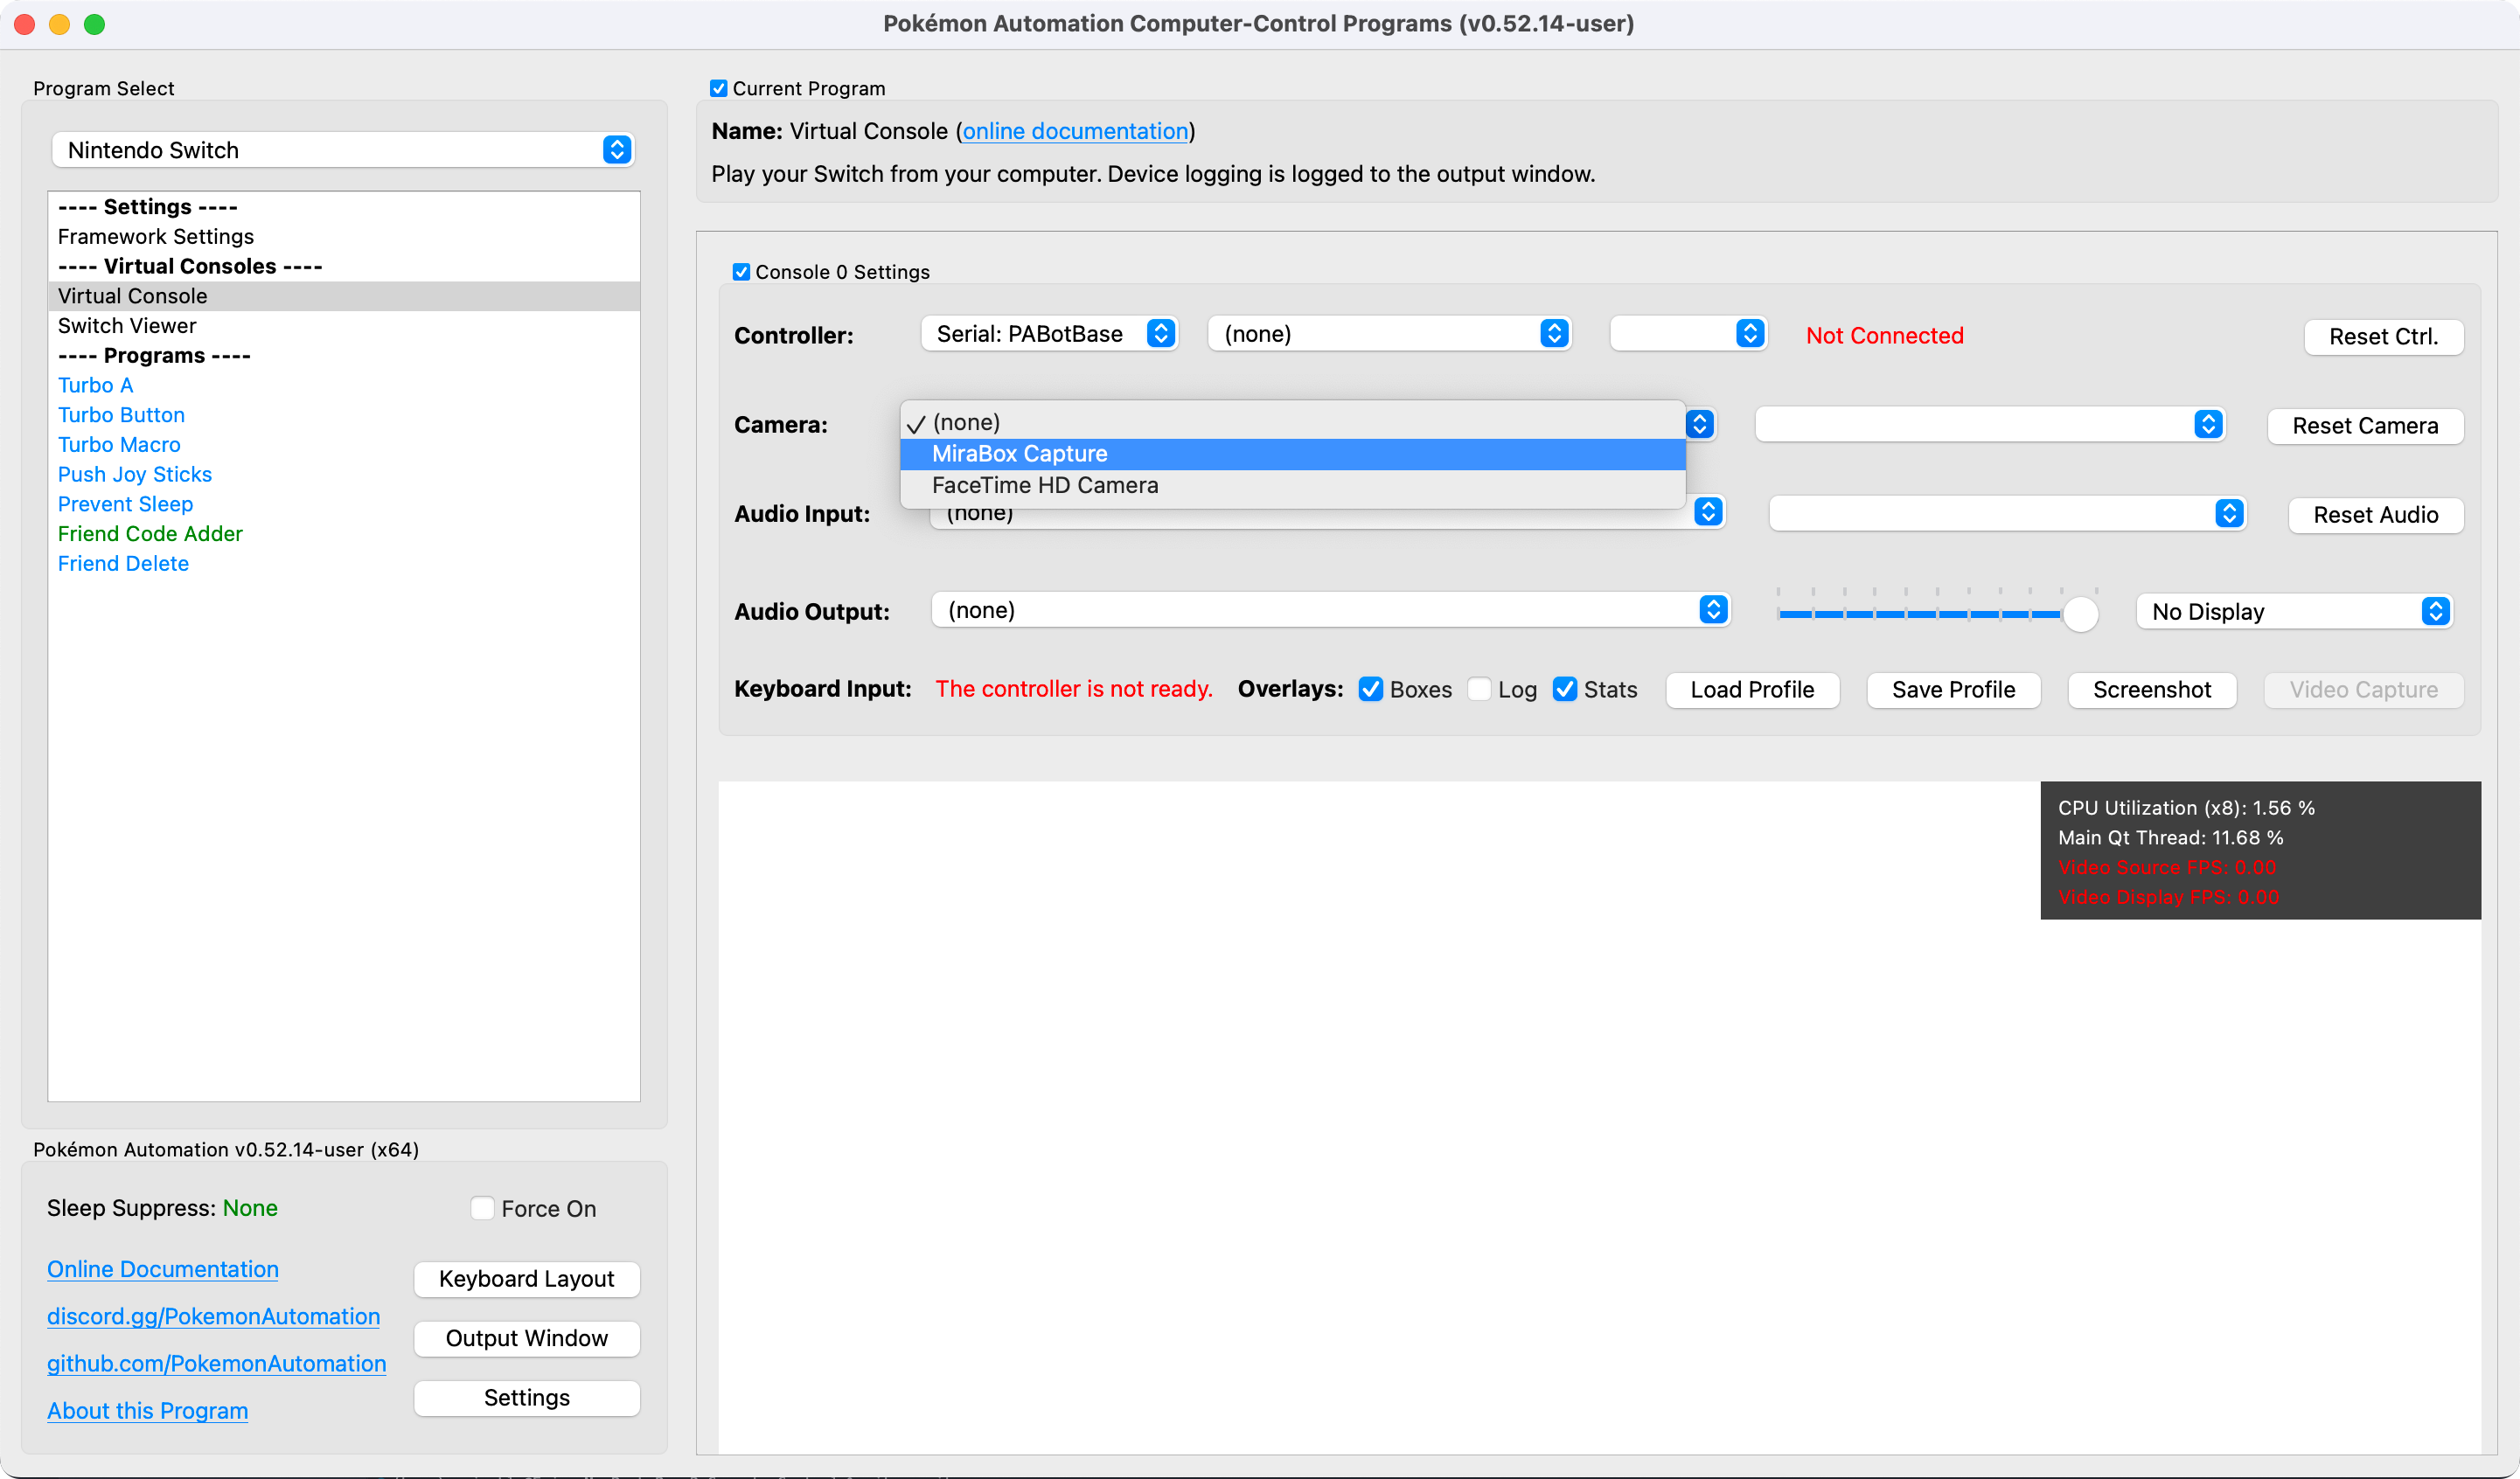 Pokémon Automation Computer-Control Programs (v0.52.14-user)
Program Select
Nintendo Switch
---- Settings ----
Framework Settings
---- Virtual Consoles ----
Virtual Console
Switch Viewer
---- Programs ----
Turbo A
Turbo Button
Turbo Macro
Push Joy Sticks
Prevent Sleep
Friend Code Adder
Friend Delete
Pokémon Automation v0.52.14-user (x64)
Sleep Suppress: None
Force On
Online Documentation
Keyboard Layout
discord.gg/PokemonAutomation
Output Window
github.com/PokemonAutomation
Settings
About this Program
Current Program
Name: Virtual Console (online documentation)
Play your Switch from your computer. Device logging is logged to the output window.
Console 0 Settings
Controller: Serial: PABotBase (none) Not Connected Reset Ctrl.
Camera: (none) Reset Camera
MiraBox Capture
FaceTime HD Camera
Audio Input: (none) Reset Audio
Audio Output: (none) No Display
Keyboard Input: The controller is not ready. Overlays: Boxes Log Stats Load Profile Save Profile Screenshot Video Capture
CPU Utilization (x8): 1.56 %
Main Qt Thread: 11.68 %
Video Source FPS: 0.00
Video Display FPS: 0.00